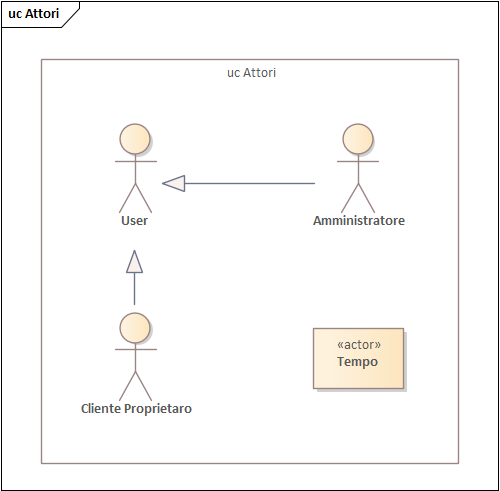 uc Attori
uc Attori
User
Amministratore
Cliente Proprietaro
«actor»
Tempo